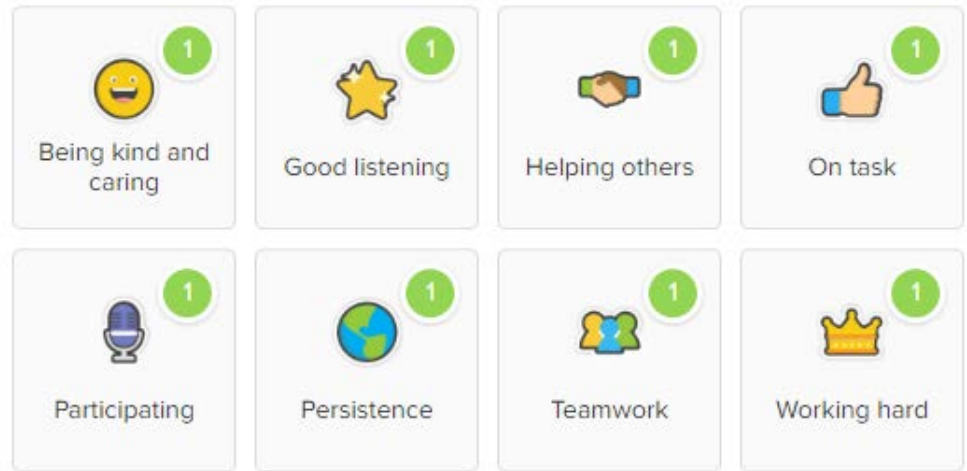 1
1
1
1
Being kind and
caring
Good listening
Helping others
On task
1
1
1
1
Participating
Persistence
Teamwork
Working hard